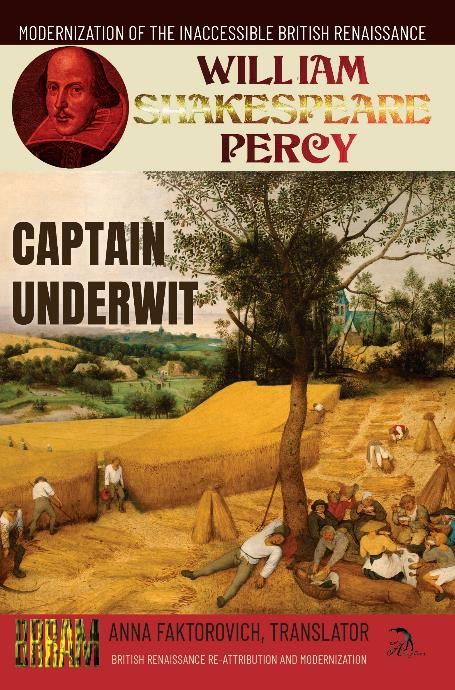 MODERNIZATION OF THE INACCESSIBLE BRITISH RENAISSANCE
WILLIAM
SHAKESPEARE
PERCY
CAPTAIN
UNDERWIT
BRRAM
ANNA FAKTOROVICH, TRANSLATOR
BRITISH RENAISSANCE RE-ATTRIBUTION AND MODERNIZATION